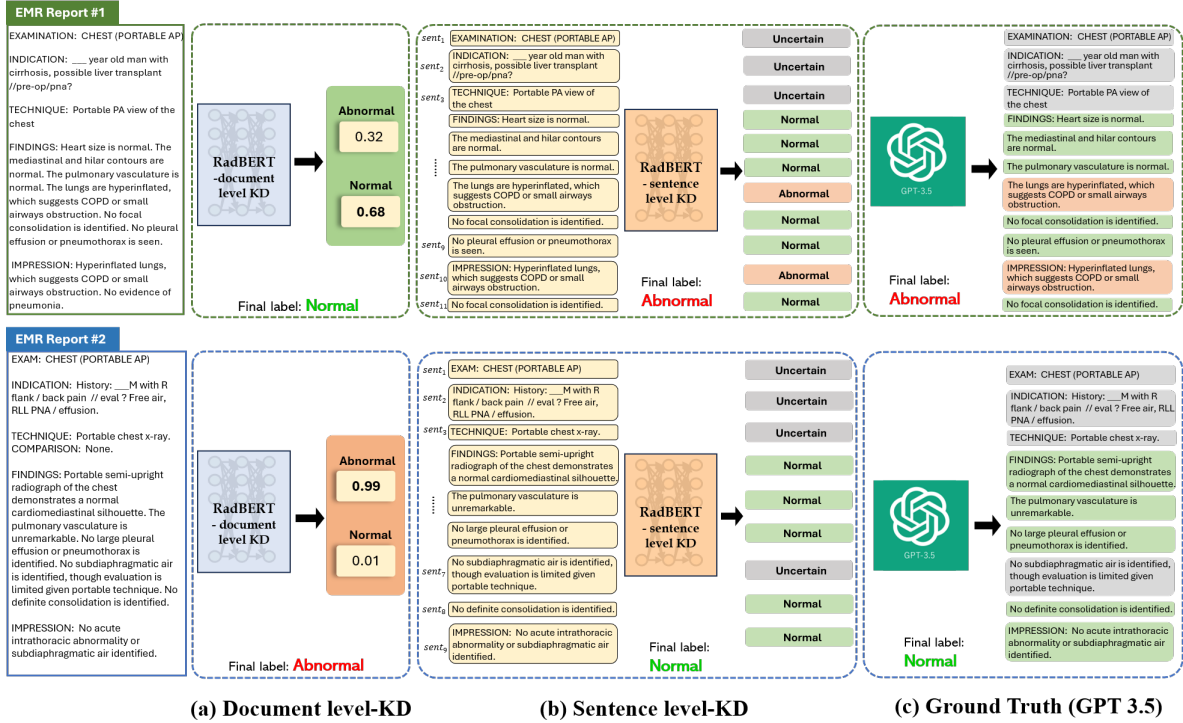 EMR Report #1
EXAMINATION: CHEST (PORTABLE AP)
INDICATION: ___ year old man with
cirrhosis, possible liver transplant
//pre-op/pna?
TECHNIQUE: Portable PA view of the
chest
FINDINGS: Heart size is normal. The
mediastinal and hilar contours are
normal. The pulmonary vasculature is
normal. The lungs are hyperinflated,
which suggests COPD or small
airways obstruction. No focal
consolidation is identified. No pleural
effusion or pneumothorax is seen.
IMPRESSION: Hyperinflated lungs,
which suggests COPD or small
airways obstruction. No evidence of
pneumonia.
RadBERT
-document
level KD
Abnormal
0.32
Normal
0.68
Final label: Normal
sent1
EXAMINATION: CHEST (PORTABLE AP)
sent2
INDICATION: ___ year old man with
cirrhosis, possible liver transplant
//pre-op/pna?
sent3
TECHNIQUE: Portable PA view of
the chest
FINDINGS: Heart size is normal.
The mediastinal and hilar contours
are normal.
The pulmonary vasculature is normal.
The lungs are hyperinflated, which
suggests COPD or small airways
obstruction.
No focal consolidation is identified.
sent9
No pleural effusion or pneumothorax
is seen.
sent10
IMPRESSION: Hyperinflated lungs,
which suggests COPD or small
airways obstruction.
sent11
No focal consolidation is identified.
RadBERT
- sentence
level KD
Uncertain
Uncertain
Uncertain
Normal
Normal
Normal
Abnormal
Normal
Normal
Abnormal
Normal
Final label:
Abnormal
GPT-3.5
Final label:
Abnormal
EXAMINATION: CHEST (PORTABLE AP)
INDICATION: ___ year old man with
cirrhosis, possible liver transplant
//pre-op/pna?
TECHNIQUE: Portable PA view
of the chest
FINDINGS: Heart size is normal.
The mediastinal and hilar contours
are normal.
The pulmonary vasculature is normal.
The lungs are hyperinflated, which
suggests COPD or small airways
obstruction.
No focal consolidation is identified.
No pleural effusion or pneumothorax
is seen.
IMPRESSION: Hyperinflated lungs,
which suggests COPD or small
airways obstruction.
No focal consolidation is identified.
EMR Report #2
EXAM: CHEST (PORTABLE AP)
INDICATION: History: ___M with R
flank / back pain // eval ? Free air,
RLL PNA / effusion.
TECHNIQUE: Portable chest x-ray.
COMPARISON: None.
FINDINGS: Portable semi-upright
radiograph of the chest
demonstrates a normal
cardiomediastinal silhouette. The
pulmonary vasculature is
unremarkable. No large pleural
effusion or pneumothorax is
identified. No subdiaphragmatic air is
identified, though evaluation is
limited given portable technique. No
definite consolidation is identified.
IMPRESSION: No acute
intrathoracic abnormality or
subdiaphragmatic air identified.
RadBERT
- document
level KD
Abnormal
0.99
Normal
0.01
Final label: Abnormal
sent1
EXAM: CHEST (PORTABLE AP)
sent2
INDICATION: History: ___M with R
flank / back pain // eval ? Free air,
RLL PNA / effusion.
sent3
TECHNIQUE: Portable chest x-ray.
FINDINGS: Portable semi-upright
radiograph of the chest demonstrates
a normal cardiomediastinal silhouette.
The pulmonary vasculature is
unremarkable.
No large pleural effusion or
pneumothorax is identified.
sent7
No subdiaphragmatic air is identified,
though evaluation is limited given
portable technique.
sent8
No definite consolidation is identified.
sent9
IMPRESSION: No acute intrathoracic
abnormality or subdiaphragmatic air
identified.
RadBERT
- sentence
level KD
Uncertain
Uncertain
Uncertain
Normal
Normal
Normal
Uncertain
Normal
Normal
Final label:
Normal
GPT-3.5
Final label:
Normal
EXAM: CHEST (PORTABLE AP)
INDICATION: History: ___M with R
flank / back pain // eval ? Free air, RLL
PNA / effusion.
TECHNIQUE: Portable chest x-ray.
FINDINGS: Portable semi-upright
radiograph of the chest demonstrates
a normal cardiomediastinal silhouette.
The pulmonary vasculature is
unremarkable.
No large pleural effusion or
pneumothorax is identified.
No subdiaphragmatic air is identified,
though evaluation is limited given
portable technique.
No definite consolidation is identified.
IMPRESSION: No acute intrathoracic
abnormality or subdiaphragmatic air
identified.
(a) Document level-KD
(b) Sentence level-KD
(c) Ground Truth (GPT 3.5)